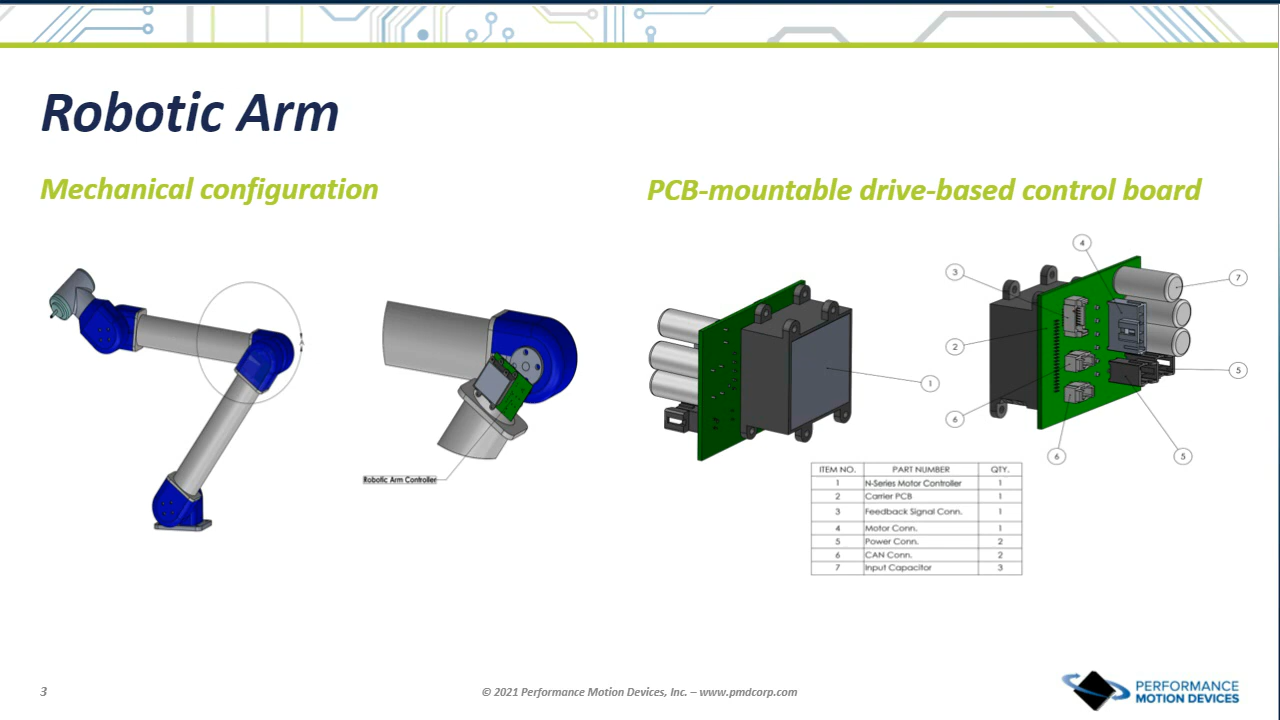 Robotic Arm
Mechanical configuration
PCB-mountable drive-based control board
Robotic Arm Controller
1
4
3
7
2
5
6
6
5
ITEM NO. PART NUMBER QTY.
1 N-Series Motor Controller 1
2 Carrier PCB 1
3 Feedback Signal Conn. 1
4 Motor Conn. 1
5 Power Conn. 2
6 CAN Conn. 2
7 Input Capacitor 3
3
© 2021 Performance Motion Devices, Inc. – www.pmdcorp.com
PERFORMANCE
MOTION DEVICES